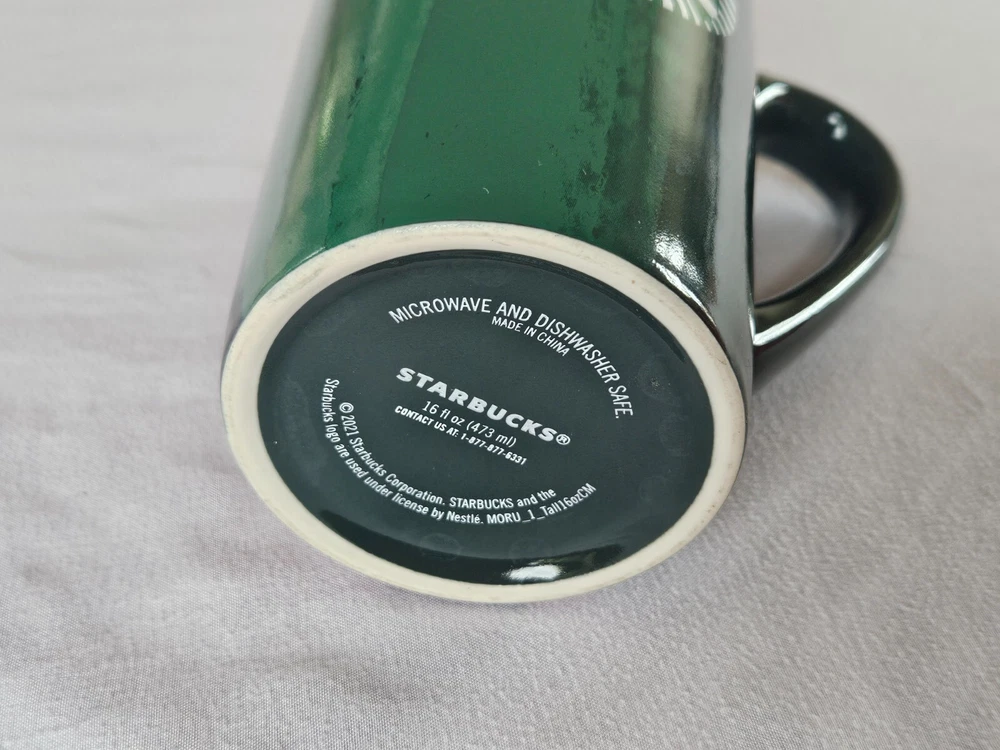 MICROWAVE AND DISHWASHER SAFE.
MADE IN CHINA
STARBUCKS®
16 fl oz (473 ml)
CONTACT US AT: 1-877-877-6331
© 2021 Starbucks Corporation. STARBUCKS and the
Starbucks logo are used under license by Nestlé. MORU_1_Tall16ozCM